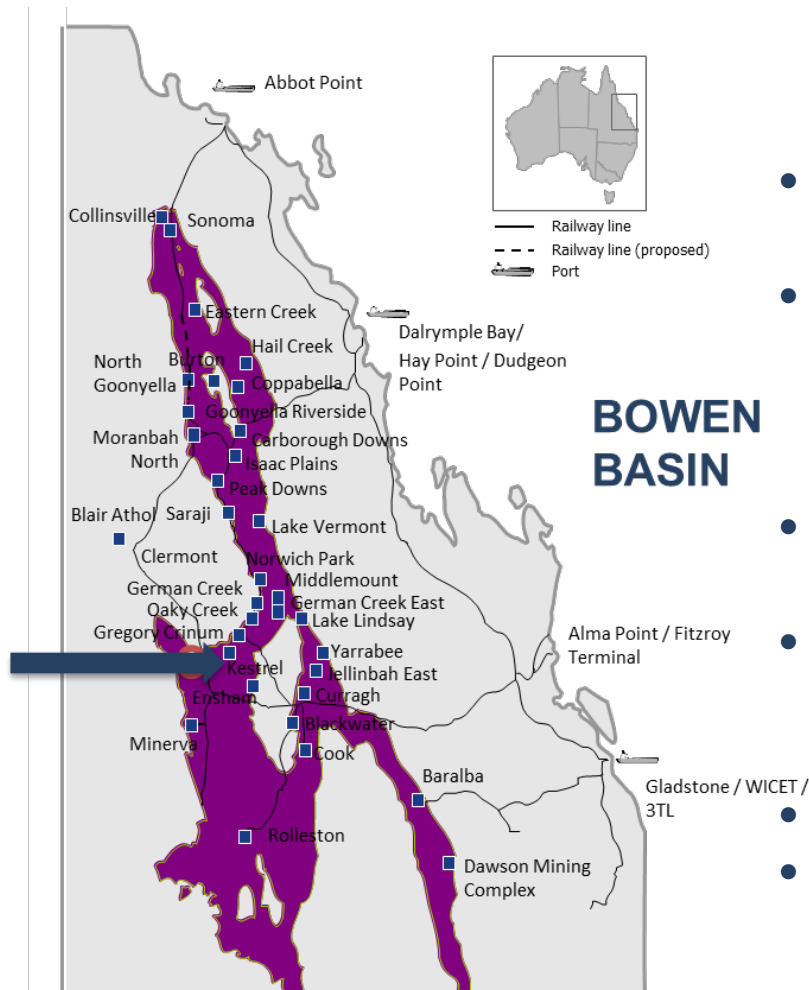 Abbot Point
Railway line
Railway line (proposed)
Port
Collinsville
Sonoma
Eastern Creek
Dalrymple Bay/
Hay Point / Dudgeon
Point
Hail Creek
North
Goonyella
Burton
Coppabella
BOWEN
BASIN
Goonyella Riverside
Moranbah
North
Carborough Downs
Isaac Plains
Peak Downs
Blair Athol
Saraji
Lake Vermont
Clermont
Norwich Park
Middlemount
German Creek
German Creek East
Oaky Creek
Lake Lindsay
Gregory Crinum
Alma Point / Fitzroy
Terminal
Yarrabee
Kestrel
Jellinbah East
Ensham
Curragh
Blackwater
Minerva
Cook
Baralba
Gladstone / WICET /
3TL
Rolleston
Dawson Mining
Complex